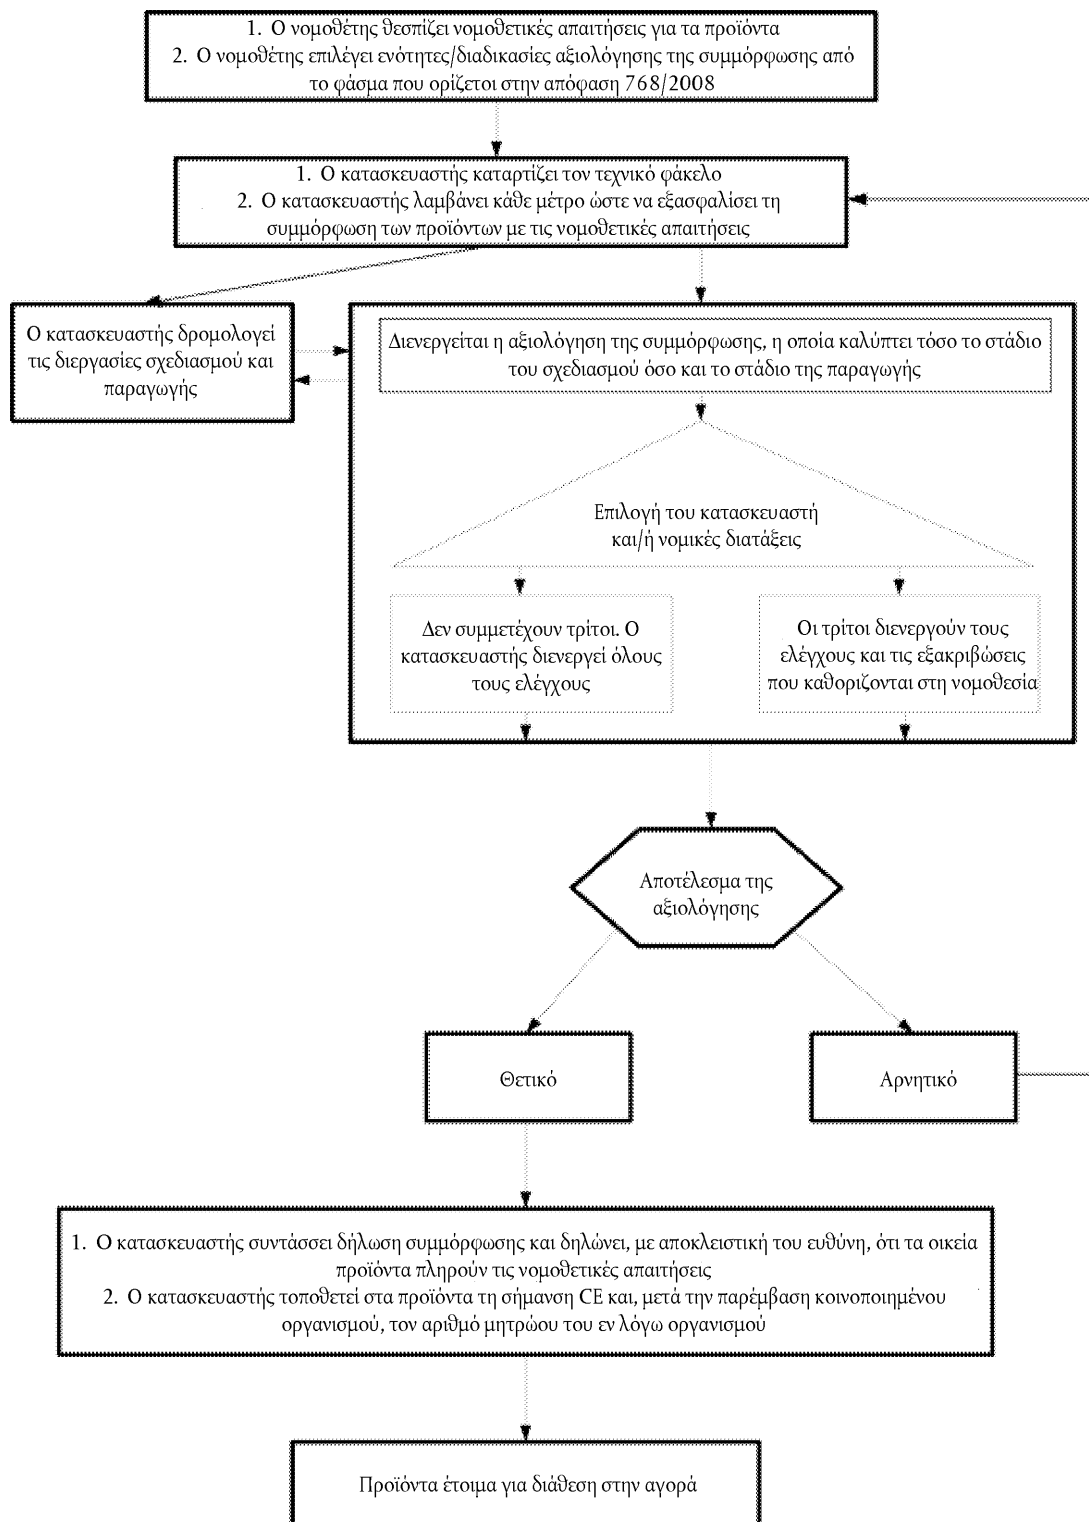 1. Ο νομοθέτης θεσπίζει νομοθετικές απαιτήσεις για τα προϊόντα
2. Ο νομοθέτης επιλέγει ενότητες/διαδικασίες αξιολόγησης της συμμόρφωσης από
το φάσμα που ορίζετοι στην απόφαση 768/2008
1. Ο κατασκευαστής καταρτίζει τον τεχνικό φάκελο
2. Ο κατασκευαστής λαμβάνει κάθε μέτρο ώστε να εξασφαλίσει τη
συμμόρφωση των προϊόντων με τις νομοθετικές απαιτήσεις
Ο κατασκευαστής δρομολογεί
τις διεργασίες σχεδιασμού και
παραγωγής
Διενεργείται η αξιολόγηση της συμμόρφωσης, η οποία καλύπτει τόσο το στάδιο
του σχεδιασμού όσο και το στάδιο της παραγωγής
Επιλογή του κατασκευαστή
και/ή νομικές διατάξεις
Δεν συμμετέχουν τρίτοι. Ο
κατασκευαστής διενεργεί όλους
τους ελέγχους
Οι τρίτοι διενεργούν τους
ελέγχους και τις εξακριβώσεις
που καθοριζονται στη νομοθεσία
Αποτέλεσμα της
αξιολόγησης
Θετικό
Αρνητικό
1. Ο κατασκευαστής συντάσσει δήλωση συμμόρφωσης και δηλώνει, με αποκλειστική του ευθύνη, ότι τα οικεία
προϊόντα πληρούν τις νομοθετικές απαιτήσεις
2. Ο κατασκευαστής τοποθετεί στα προϊόντα τη σήμανση CE και, μετά την παρέμβαση κοινοποιημένου
οργανισμού, τον αριθμό μητρώου του εν λόγω οργανισμού
Προϊόντα έτοιμα για διάθεση στην αγορά